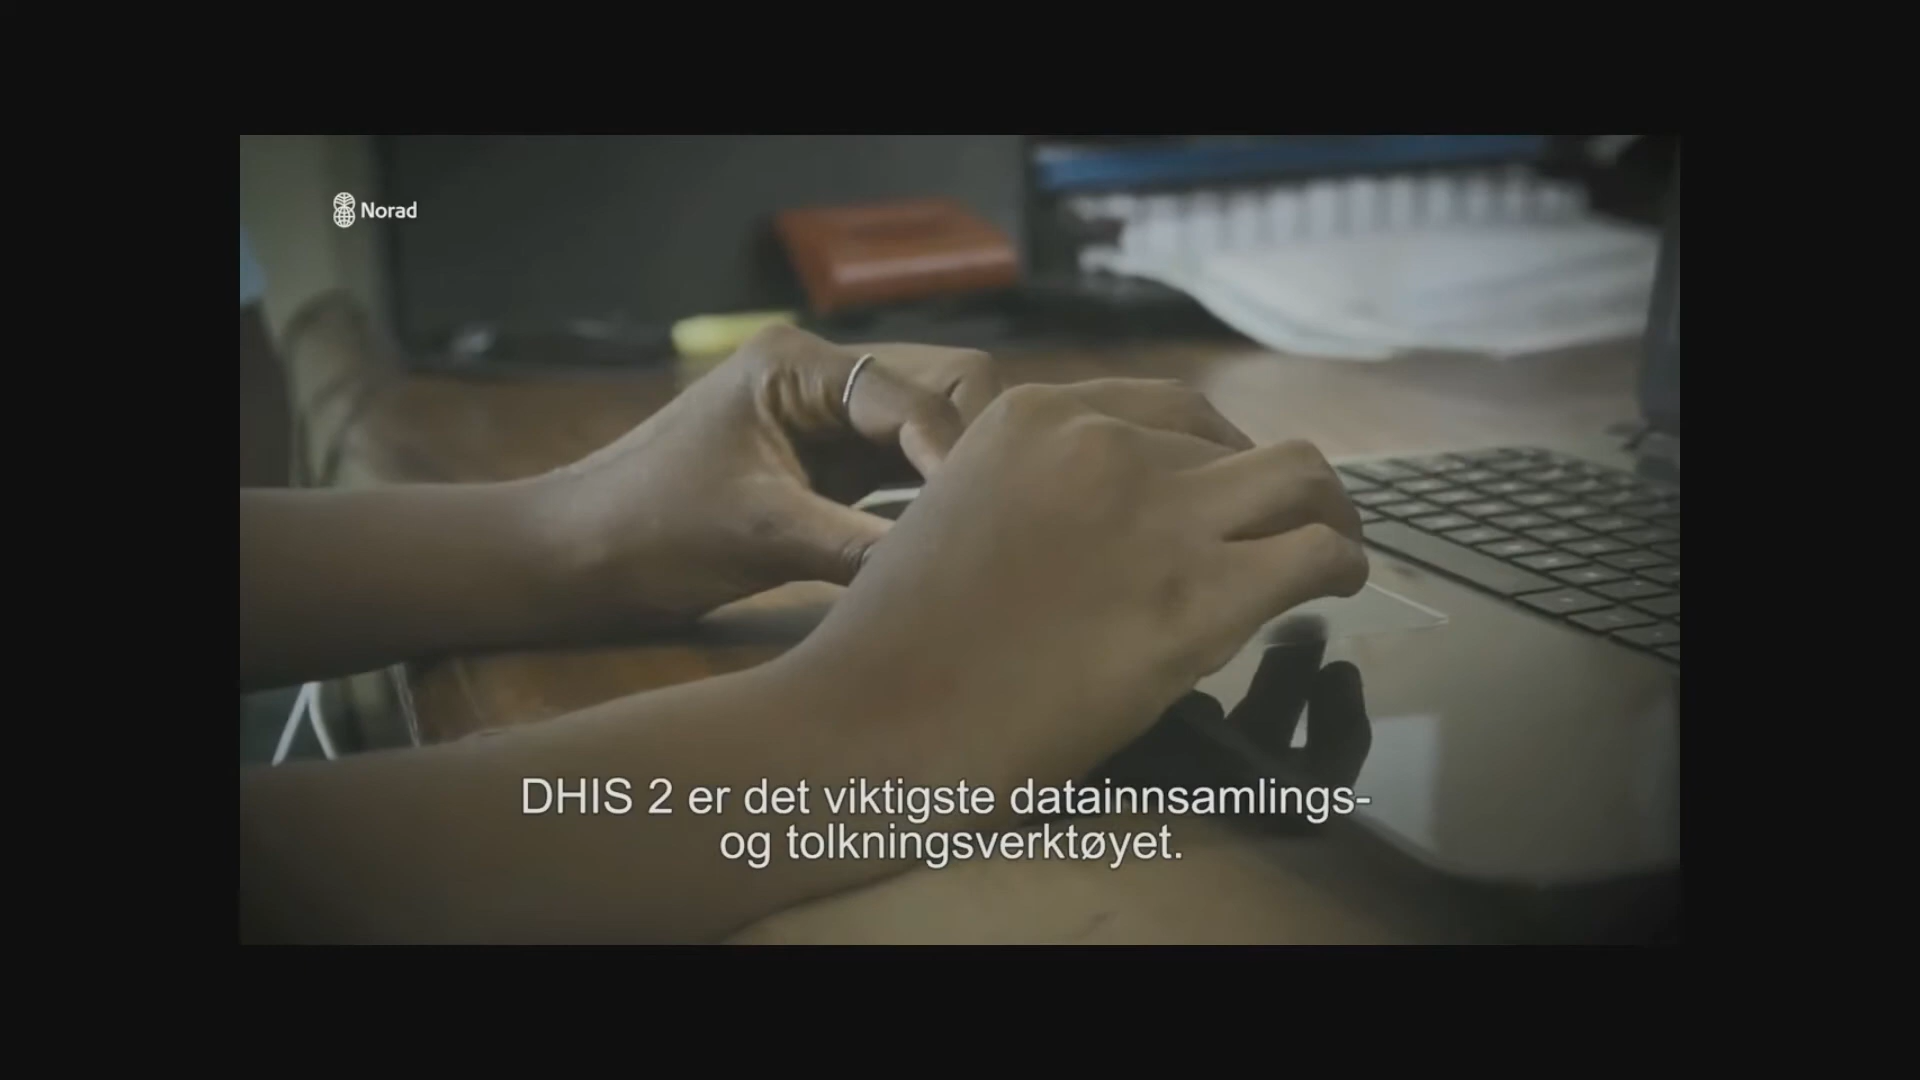 Norad
DHIS 2 er det viktigste datainnsamlings-
og tolkningsverktøyet.